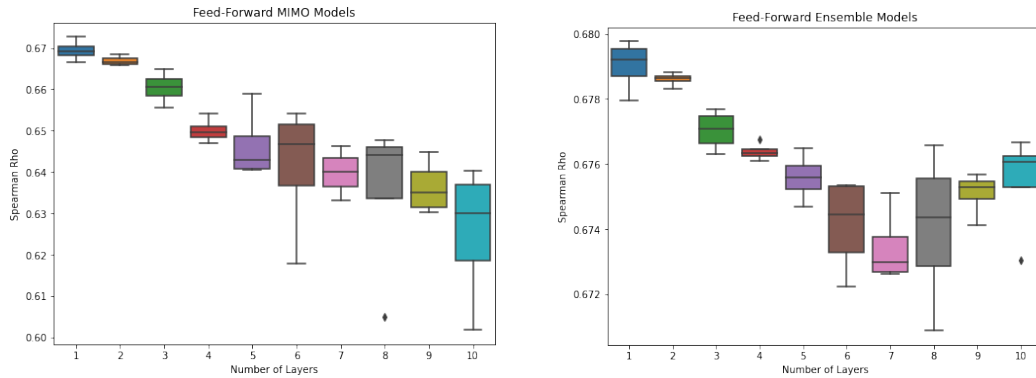 Feed-Forward MIMO Models
Spearman Rho
0.67
0.66
0.65
0.64
0.63
0.62
0.61
0.60
1 2 3 4 5 6 7 8 9 10
Number of Layers
Feed-Forward Ensemble Models
Spearman Rho
0.680
0.678
0.676
0.674
0.672
1 2 3 4 5 6 7 8 9 10
Number of Layers